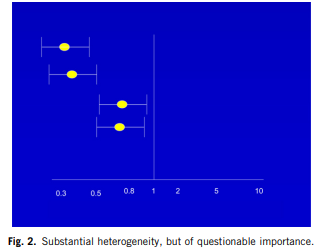 0.3 0.5 0.8 1 2 5 10
Fig. 2. Substantial heterogeneity, but of questionable importance.